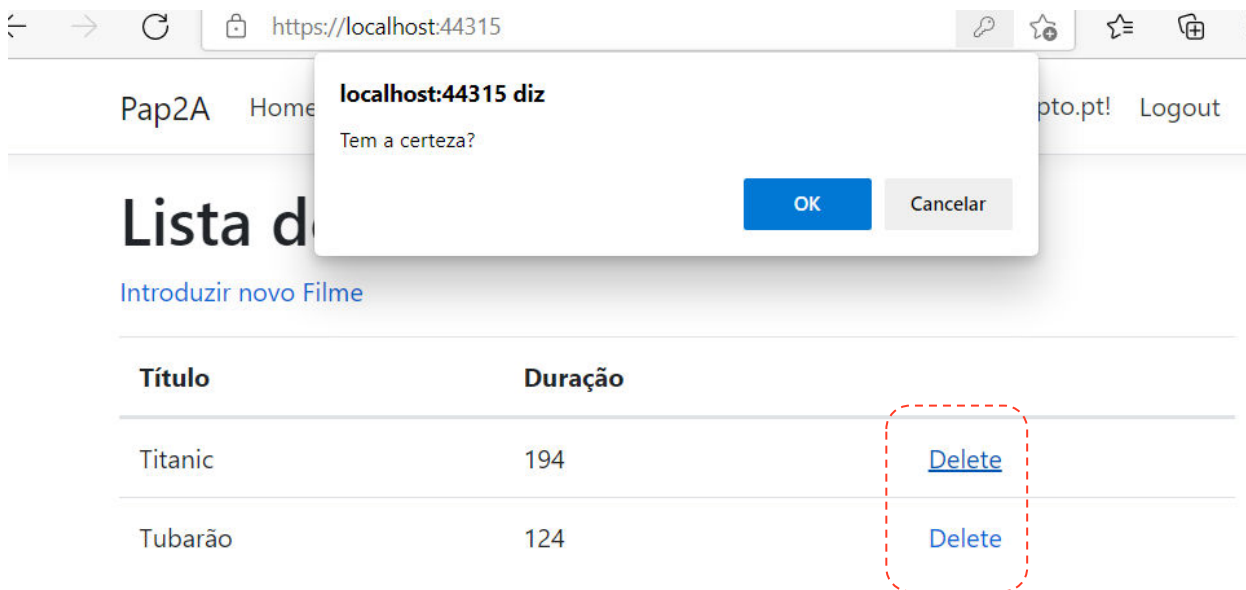 https://localhost:44315
localhost:44315 diz
Tem a certeza?
OK Cancelar
Pap2A Home pto.pt! Logout
Lista d
Introduzir novo Filme
Título Duração
Titanic 194 Delete
Tubarão 124 Delete